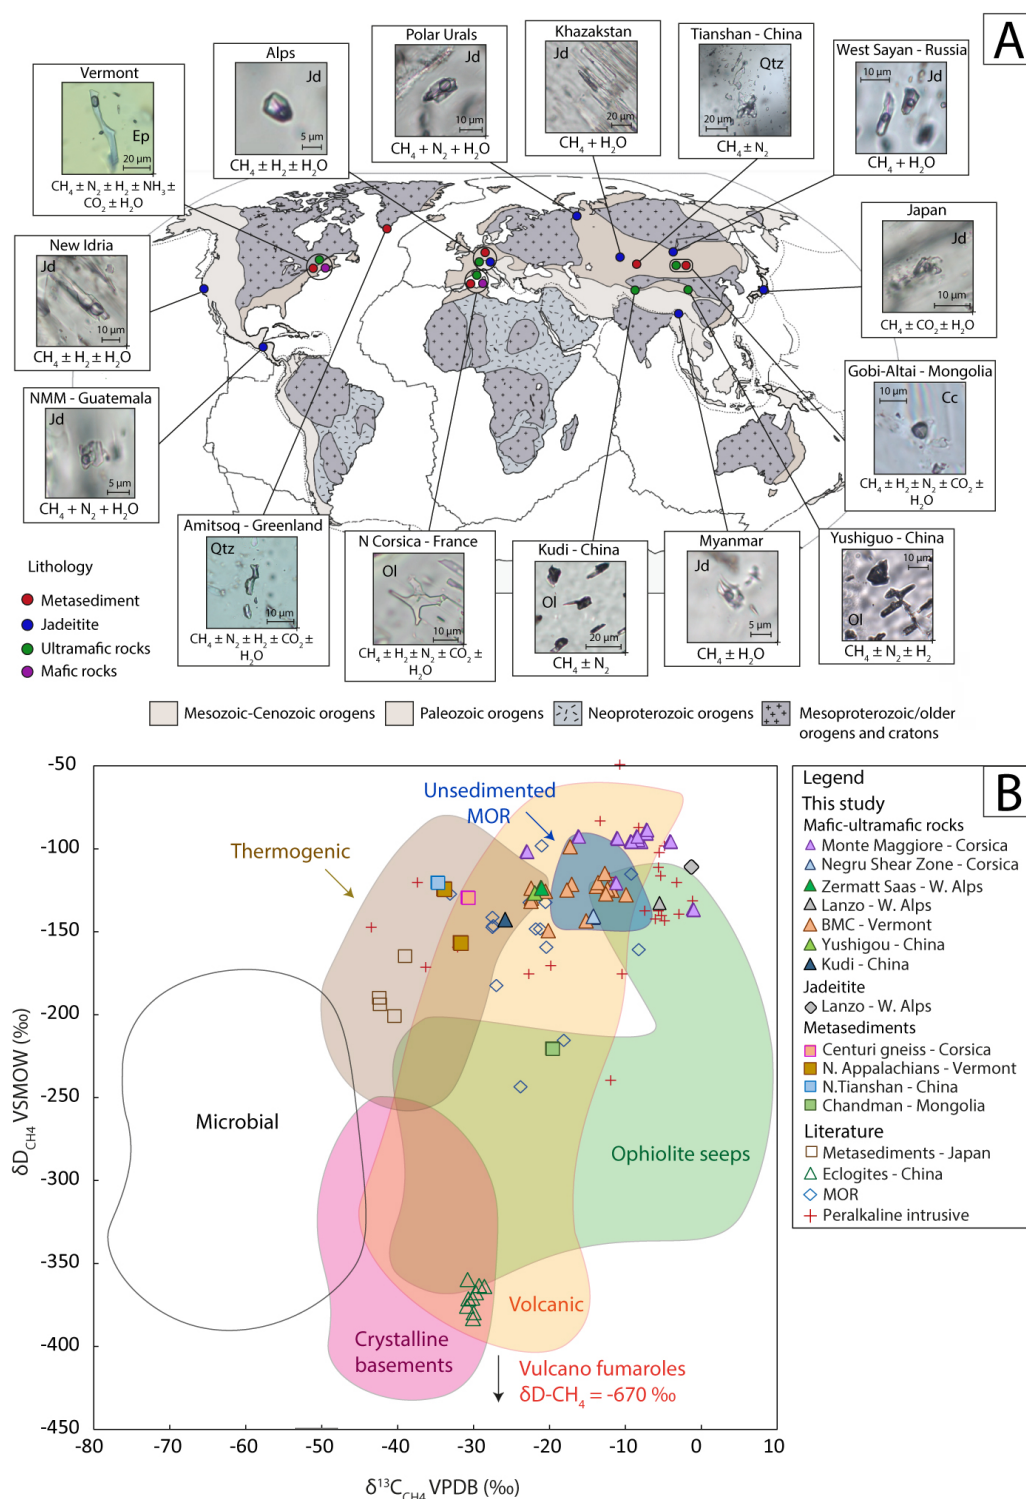 A
Vermont
Ep
20 µm
CH₄ ± N₂ ± H₂ ± NH₃ ±
CO₂ ± H₂O
Alps
Jd
5 µm
CH₄ ± H₂ ± H₂O
Polar Urals
Jd
10 µm
CH₄ + N₂ + H₂O
Khazakstan
Jd
20 µm
CH₄ + H₂O
Tianshan - China
Qtz
20 µm
CH₄ ± N₂
West Sayan - Russia
10 µm
Jd
CH₄ + H₂O
New Idria
Jd
10 µm
CH₄ ± H₂ ± H₂O
Japan
Jd
10 µm
CH₄ ± CO₂ ± H₂O
NMM - Guatemala
Jd
5 µm
CH₄ + N₂ + H₂O
Gobi-Altai - Mongolia
10 µm
Cc
CH₄ ± H₂ ± N₂ ± CO₂ ±
H₂O
Amitsoq - Greenland
Qtz
10 µm
CH₄ ± N₂ ± H₂ ± CO₂ ±
H₂O
N Corsica - France
Ol
10 µm
CH₄ ± H₂ ± N₂ ± CO₂ ±
H₂O
Kudi - China
Ol
20 µm
CH₄ ± N₂
Myanmar
Jd
5 µm
CH₄ ± H₂O
Yushiguo - China
10 µm
Ol
CH₄ ± N₂ ± H₂
Lithology
Metasediment
Jadeitite
Ultramafic rocks
Mafic rocks
Mesozoic-Cenozoic orogens
Paleozoic orogens
Neoproterozoic orogens
Mesoproterozoic/older
orogens and cratons
B
-50
-100
-150
-200
-250
-300
-350
-400
-450
δD_CH4 VSMOW (‰)
Unsedimented
MOR
Thermogenic
Microbial
Ophiolite seeps
Volcanic
Crystalline
basements
Vulcano fumaroles
δD-CH₄ = -670 ‰
-80
-70
-60
-50
-40
-30
-20
-10
0
10
δ¹³C_CH4 VPDB (‰)
Legend
This study
Mafic-ultramafic rocks
Monte Maggiore - Corsica
Negru Shear Zone - Corsica
Zermatt Saas - W. Alps
Lanzo - W. Alps
BMC - Vermont
Yushigou - China
Kudi - China
Jadeitite
Lanzo - W. Alps
Metasediments
Centuri gneiss - Corsica
N. Appalachians - Vermont
N.Tianshan - China
Chandman - Mongolia
Literature
Metasediments - Japan
Eclogites - China
MOR
Peralkaline intrusive